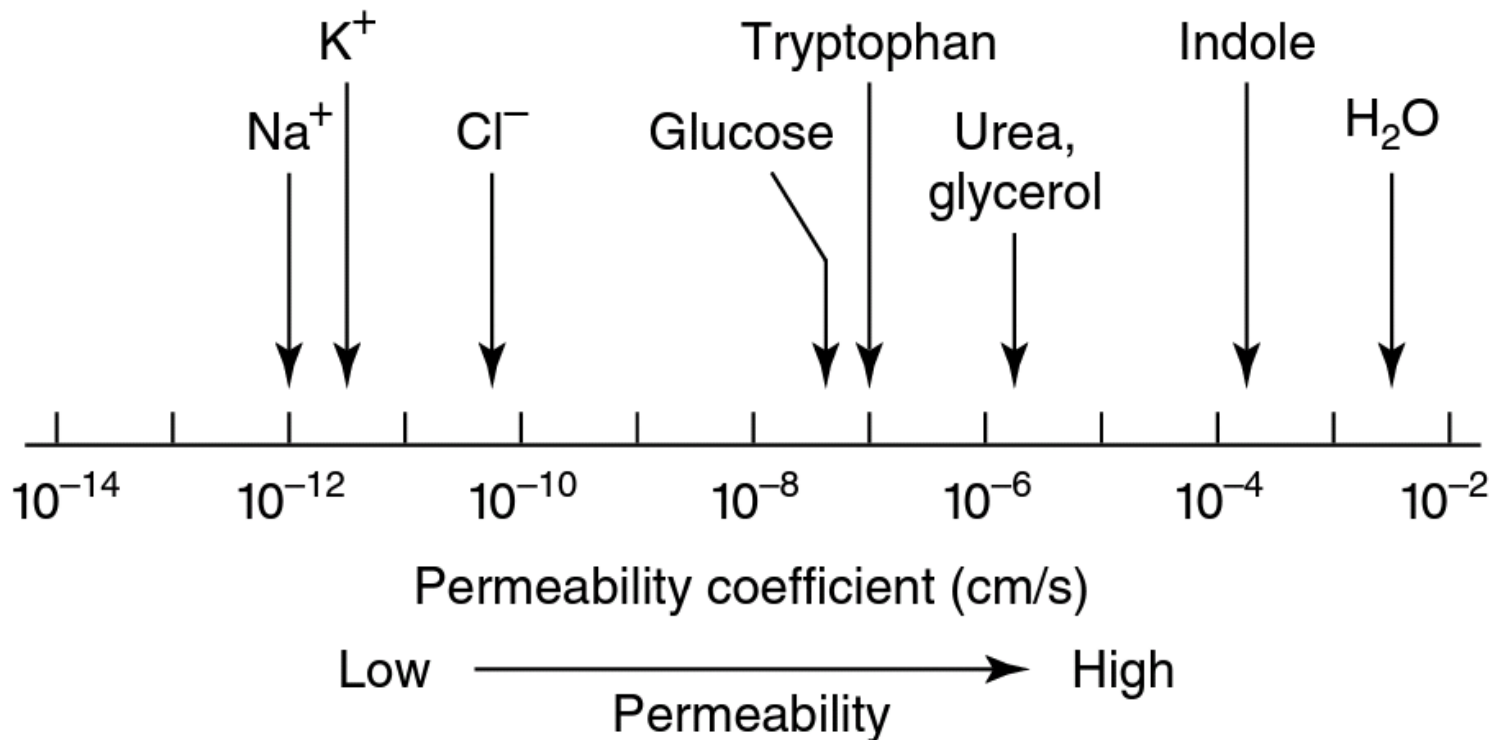 K⁺ Tryptophan Indole
Na⁺ Cl⁻ Glucose Urea, H₂O
glycerol
10⁻¹⁴ 10⁻¹² 10⁻¹⁰ 10⁻⁸ 10⁻⁶ 10⁻⁴ 10⁻²
Permeability coefficient (cm/s)
Low High
Permeability